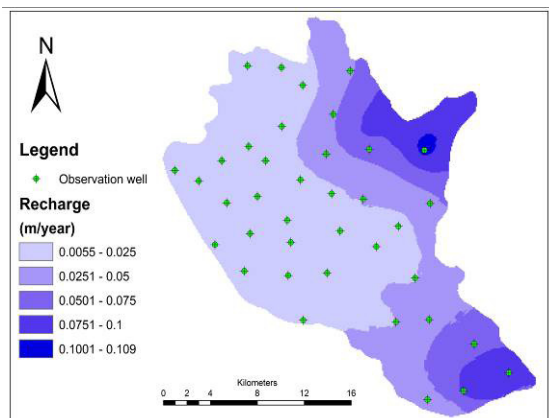 N
Legend
Observation well
Recharge
(m/year)
0.0055 - 0.025
0.0251 - 0.05
0.0501 - 0.075
0.0751 - 0.1
0.1001 - 0.109
Kilometers
0 2 4 8 12 16